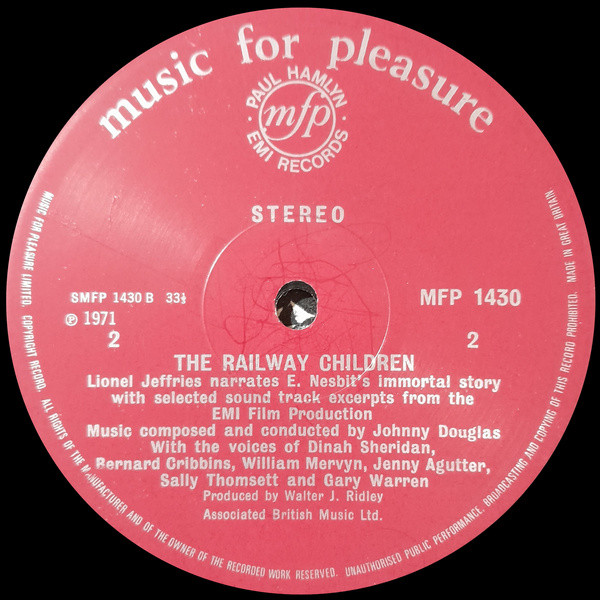 music for pleasure
· PAUL HAMLYN ·
mfp
EMI RECORDS
STEREO
SMFP 1430 B 33⅓
MFP 1430
℗ 1971
2
2
THE RAILWAY CHILDREN
Lionel Jeffries narrates E. Nesbit's immortal story
with selected sound track excerpts from the
EMI Film Production
Music composed and conducted by Johnny Douglas
With the voices of Dinah Sheridan,
Bernard Cribbins, William Mervyn, Jenny Agutter,
Sally Thomsett and Gary Warren
Produced by Walter J. Ridley
Associated British Music Ltd.
MUSIC FOR PLEASURE LIMITED. COPYRIGHT RECORD. ALL RIGHTS OF THE MANUFACTURER AND OF THE OWNER OF THE RECORDED WORK RESERVED. UNAUTHORISED PUBLIC PERFORMANCE, BROADCASTING AND COPYING OF THIS RECORD PROHIBITED. MADE IN GREAT BRITAIN